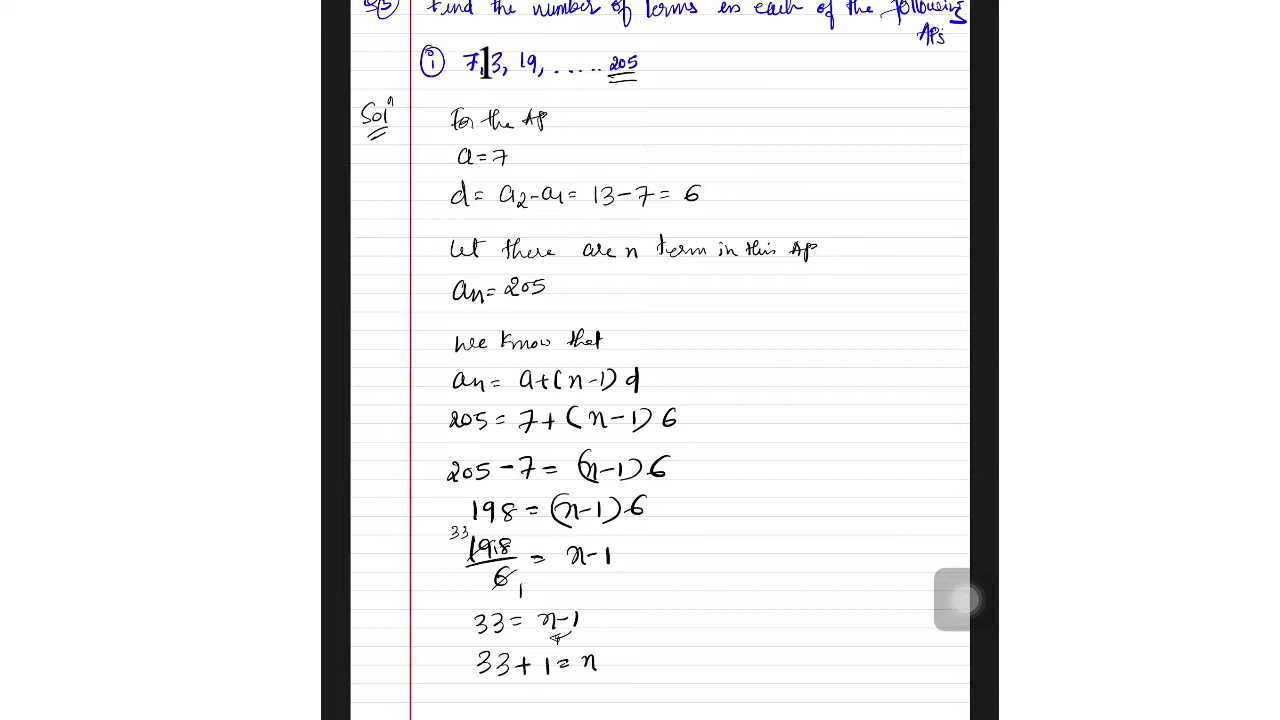 Find the number of terms in each of the following
APs
(i) 7, 13, 19, ..... 205
Solⁿ
For the AP
a = 7
d = a2 - a1 = 13 - 7 = 6
Let there are n term in this AP
an = 205
We know that
an = a + (n-1) d
205 = 7 + (n-1) 6
205 - 7 = (n-1) 6
198 = (n-1) 6
33 198/6 1 = n-1
33 = n-1
33 + 1 = n